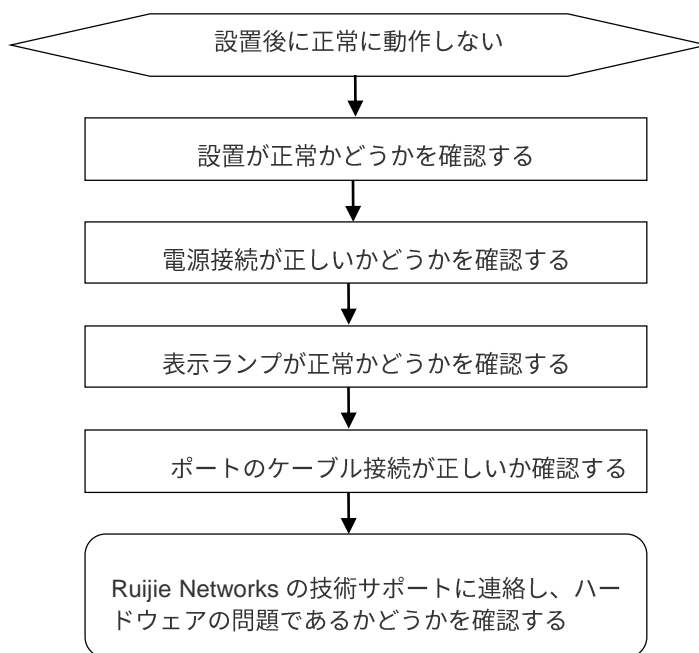 設置後に正常に動作しない
設置が正常かどうかを確認する
電源接続が正しいかどうかを確認する
表示ランプが正常かどうかを確認する
ポートのケーブル接続が正しいか確認する
Ruijie Networks の技術サポートに連絡し、ハー
ドウェアの問題であるかどうかを確認する